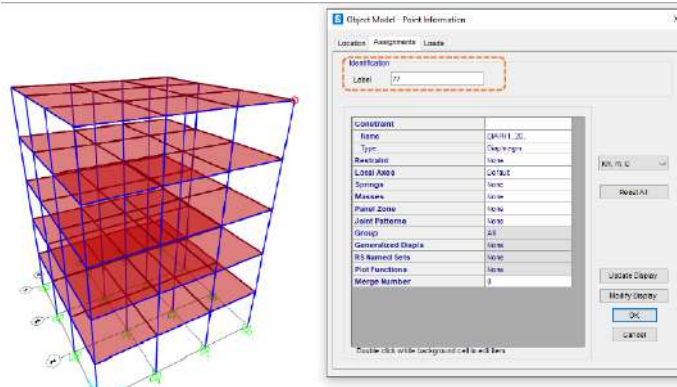 Object Model - Point Information
Location Assignments Loads
Identification
Label 77
Constraint
Name DIAPH1_20.
Type Diaphragm
Restraint None
Local Axes Default
Springs None
Masses None
Panel Zone None
Joint Patterns None
Group All
Generalized Displs None
RS Named Sets None
Plot Functions None
Merge Number 0
KN, m, C
Reset All
Update Display
Modify Display
OK
Cancel
Double click white background cell to edit item